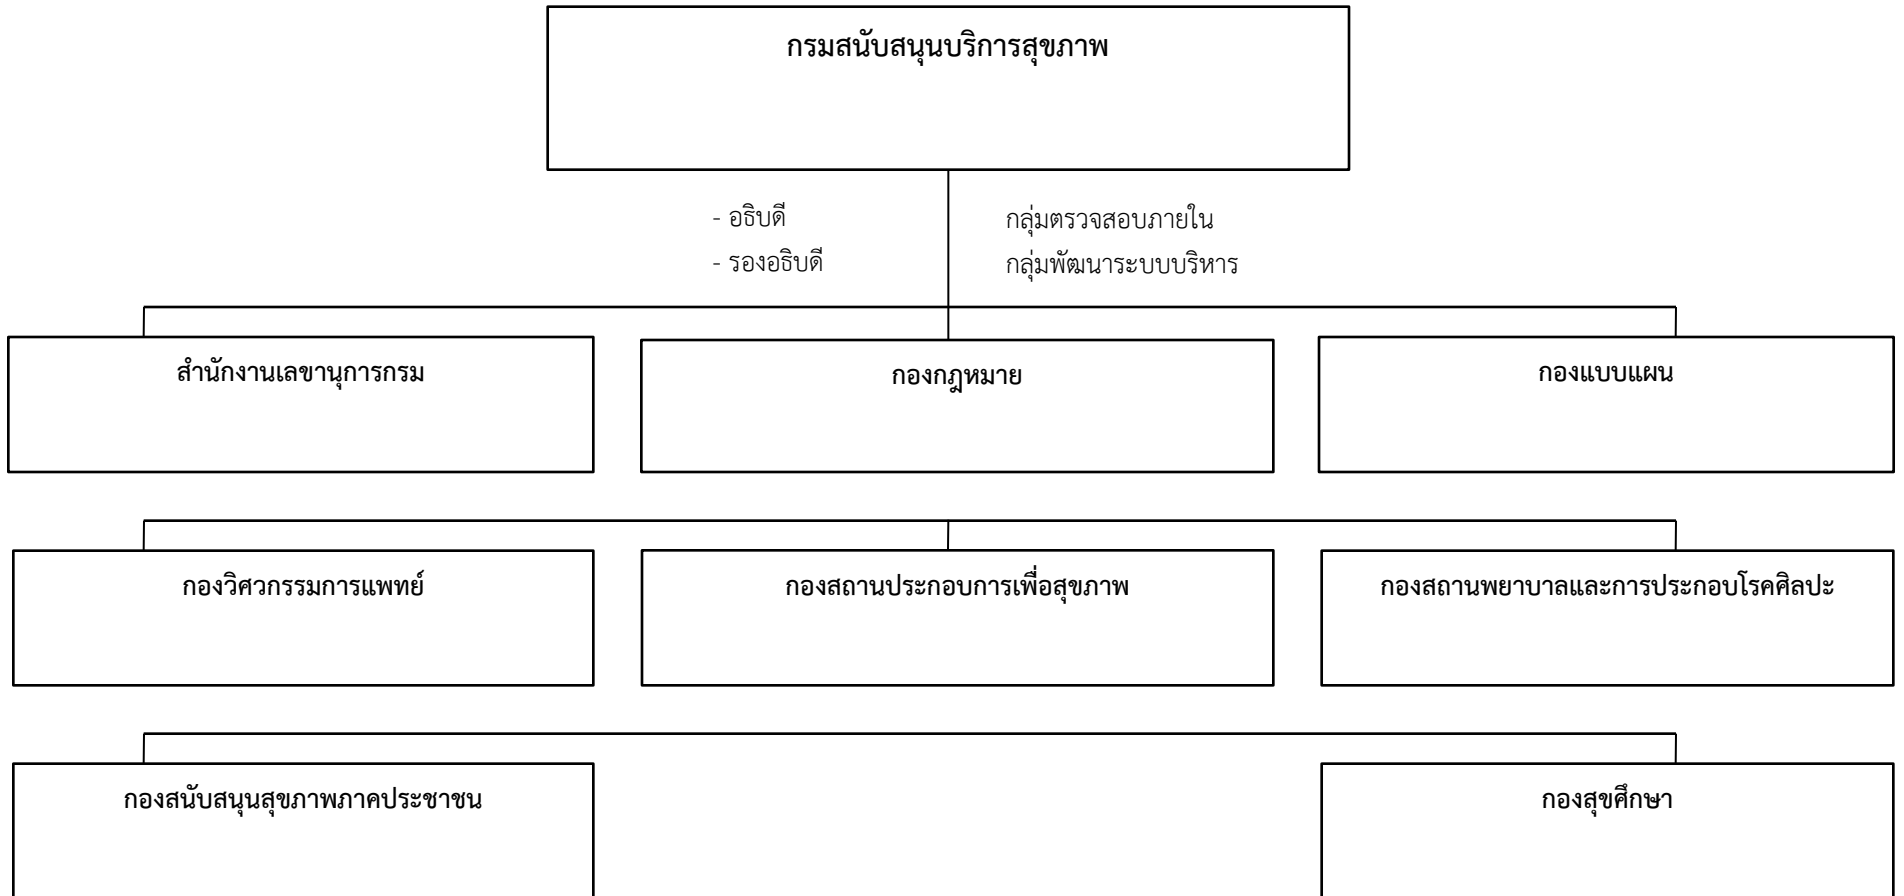 กรมสนับสนุนบริการสุขภาพ
- อธิบดี
- รองอธิบดี
กลุ่มตรวจสอบภายใน
กลุ่มพัฒนาระบบบริหาร
สำนักงานเลขานุการกรม
กองกฎหมาย
กองแบบแผน
กองวิศวกรรมการแพทย์
กองสถานประกอบการเพื่อสุขภาพ
กองสถานพยาบาลและการประกอบโรคศิลปะ
กองสนับสนุนสุขภาพภาคประชาชน
กองสุขศึกษา